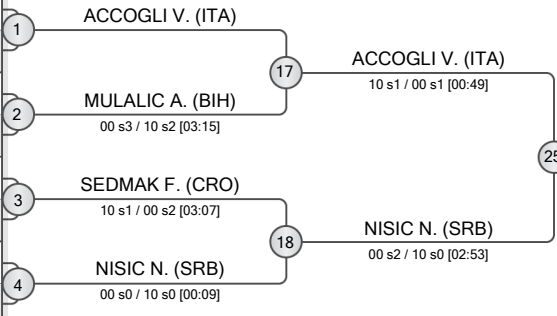 ACCOGLI V. (ITA)
1
17
ACCOGLI V. (ITA)
10 s1 / 00 s1 [00:49]
MULALIC A. (BIH)
2
00 s3 / 10 s2 [03:15]
25
SEDMAK F. (CRO)
3
10 s1 / 00 s2 [03:07]
18
NISIC N. (SRB)
00 s2 / 10 s0 [02:53]
NISIC N. (SRB)
4
00 s0 / 10 s0 [00:09]